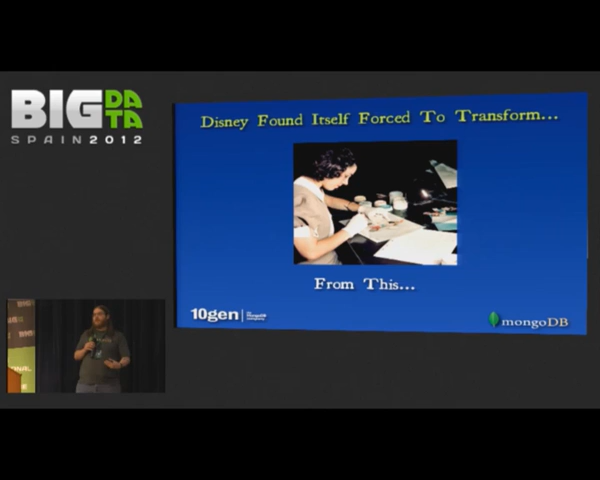 BIG DATA
SPAIN 2012
Disney Found Itself Forced To Transform...
From This...
10gen
mongoDB